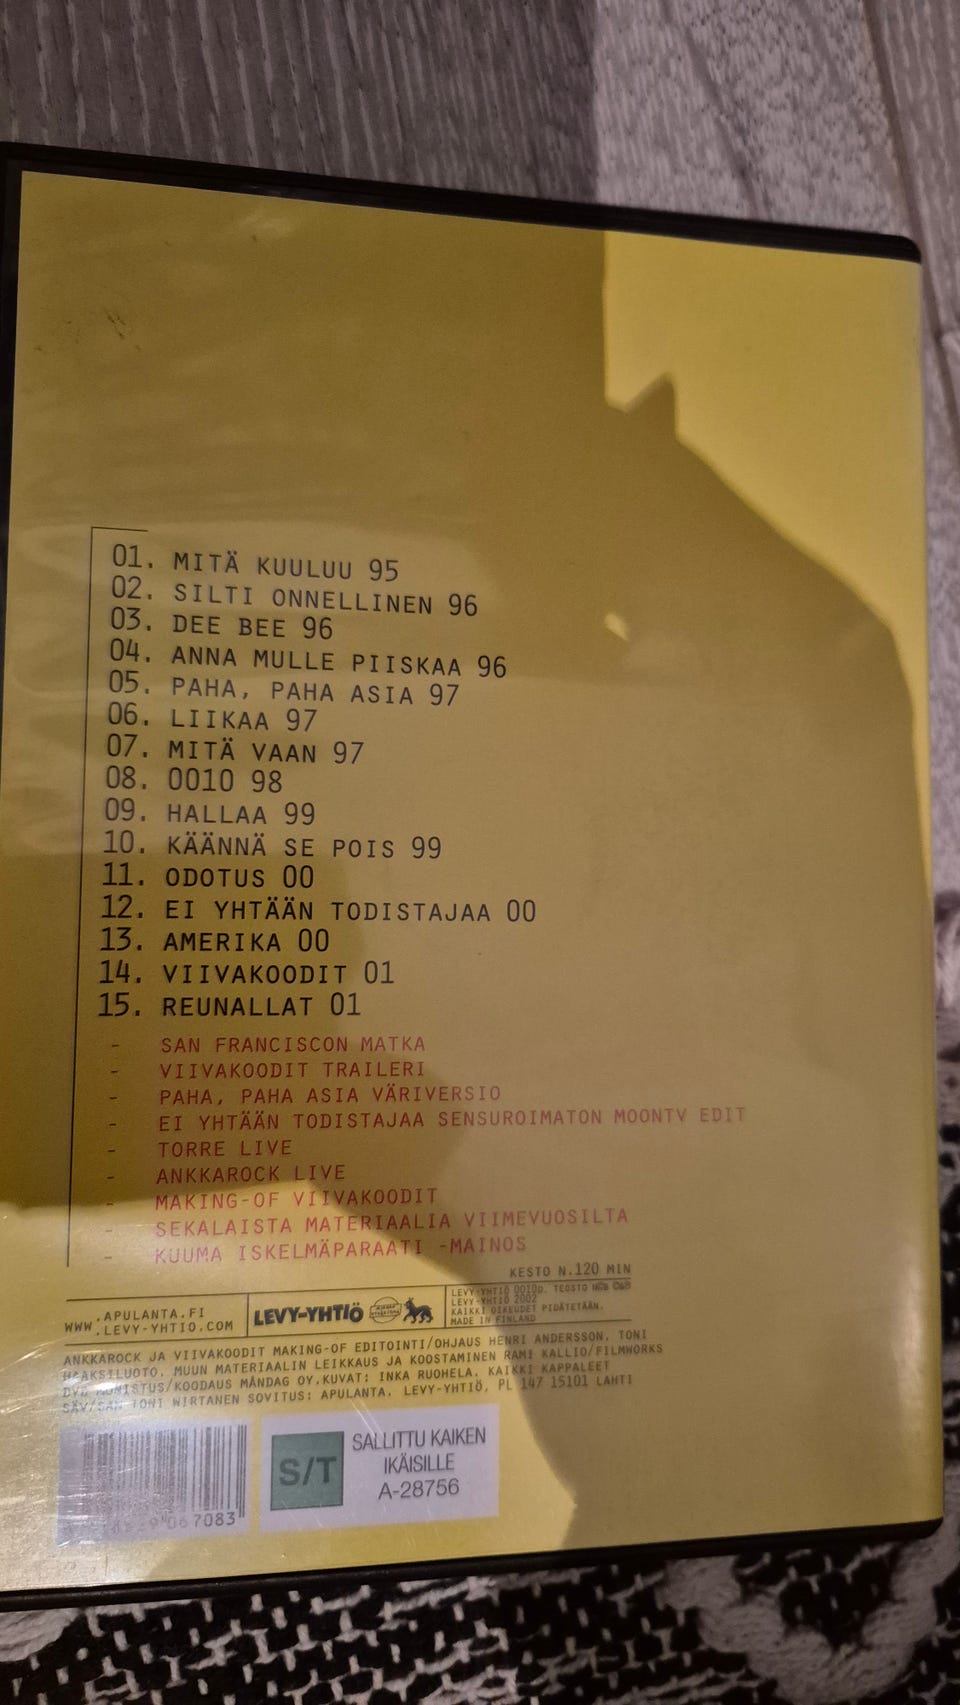 01. MITÄ KUULUU 95
02. SILTI ONNELLINEN 96
03. DEE BEE 96
04. ANNA MULLE PIISKAA 96
05. PAHA, PAHA ASIA 97
06. LIIKAA 97
07. MITÄ VAAN 97
08. 0010 98
09. HALLAA 99
10. KÄÄNNÄ SE POIS 99
11. ODOTUS 00
12. EI YHTÄÄN TODISTAJAA 00
13. AMERIKA 00
14. VIIVAKOODIT 01
15. REUNALLAT 01
- SAN FRANCISCON MATKA
- VIIVAKOODIT TRAILERI
- PAHA, PAHA ASIA VÄRIVERSIO
- EI YHTÄÄN TODISTAJAA SENSUROIMATON MOONTV EDIT
- TORRE LIVE
- ANKKAROCK LIVE
- MAKING-OF VIIVAKOODIT
- SEKALAISTA MATERIAALIA VIIMEVUOSILTA
- KUUMA ISKELMÄPARAATI -MAINOS
KESTO N.120 MIN
WWW.APULANTA.FI
WWW.LEVY-YHTIO.COM
LEVY-YHTIÖ
LEVY-YHTIÖ TEOSTO NCB
LEVY-YHTIÖ 2002
KAIKKI OIKEUDET PIDÄTETÄÄN.
MADE IN FINLAND
ANKKAROCK JA VIIVAKOODIT MAKING-OF EDITOINTI/OHJAUS HENRI ANDERSSON, TONI
HAAKSILUOTO. MUUN MATERIAALIN LEIKKAUS JA KOOSTAMINEN RAMI KALLIO/FILMWORKS
DVD /KOODAUS MÅNDAG OY.KUVAT: INKA RUOHELA. KAIKKI KAPPALEET
SÄV/SAN TONI WIRTANEN SOVITUS: APULANTA. LEVY-YHTIÖ, PL 147 15101 LAHTI
S/T
SALLITTU KAIKEN
IKÄISILLE
A-28756
067083